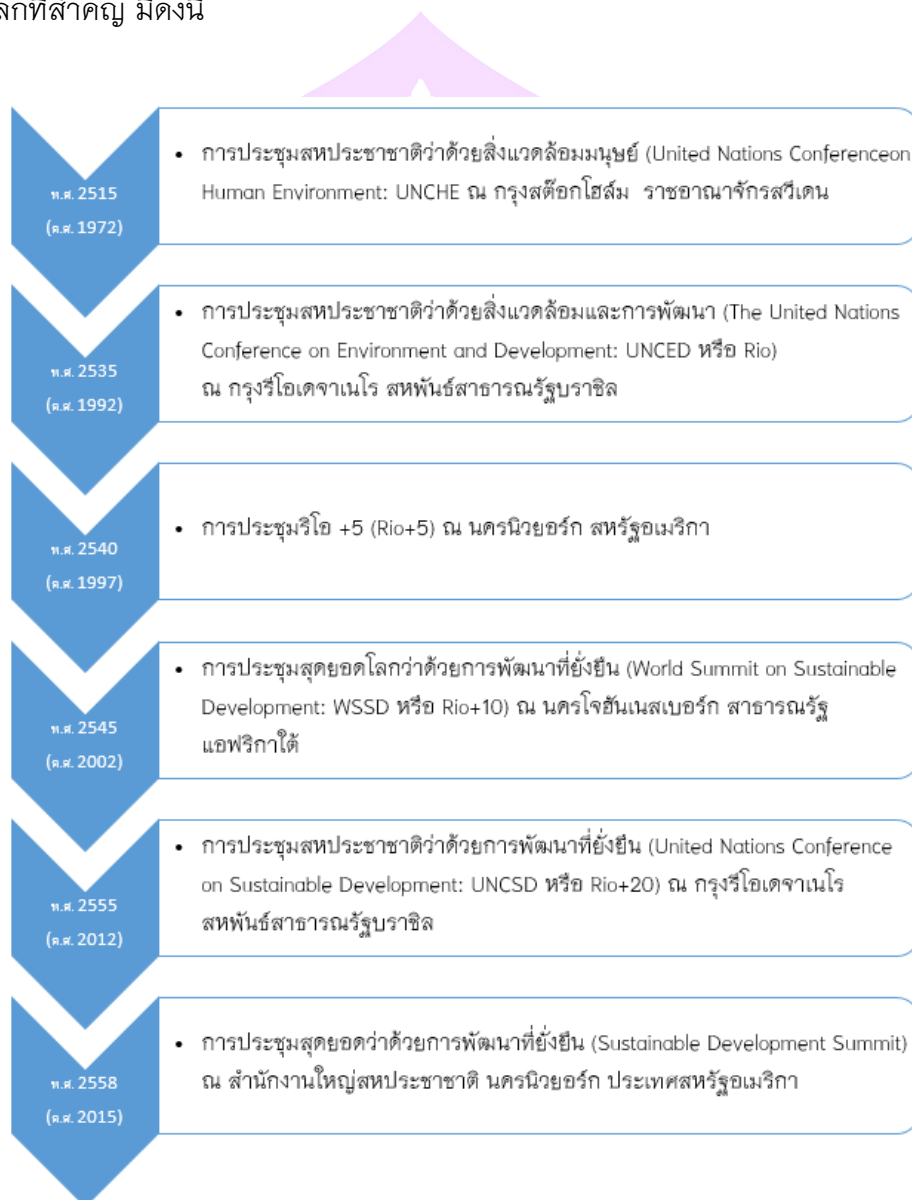 ลกที่สำคัญ มีดังนี้
พ.ศ. 2515
(ค.ศ. 1972)
• การประชุมสหประชาชาติว่าด้วยสิ่งแวดล้อมมนุษย์ (United Nations Conferenceon
Human Environment: UNCHE ณ กรุงสต๊อกโฮล์ม ราชอาณาจักรสวีเดน
พ.ศ. 2535
(ค.ศ. 1992)
• การประชุมสหประชาชาติว่าด้วยสิ่งแวดล้อมและการพัฒนา (The United Nations
Conference on Environment and Development: UNCED หรือ Rio)
ณ กรุงรีโอเดจาเนโร สหพันธ์สาธารณรัฐบราซิล
พ.ศ. 2540
(ค.ศ. 1997)
• การประชุมริโอ +5 (Rio+5) ณ นครนิวยอร์ก สหรัฐอเมริกา
พ.ศ. 2545
(ค.ศ. 2002)
• การประชุมสุดยอดโลกว่าด้วยการพัฒนาที่ยั่งยืน (World Summit on Sustainable
Development: WSSD หรือ Rio+10) ณ นครโจฮันเนสเบอร์ก สาธารณรัฐ
แอฟริกาใต้
พ.ศ. 2555
(ค.ศ. 2012)
• การประชุมสหประชาชาติว่าด้วยการพัฒนาที่ยั่งยืน (United Nations Conference
on Sustainable Development: UNCSD หรือ Rio+20) ณ กรุงรีโอเดจาเนโร
สหพันธ์สาธารณรัฐบราซิล
พ.ศ. 2558
(ค.ศ. 2015)
• การประชุมสุดยอดว่าด้วยการพัฒนาที่ยั่งยืน (Sustainable Development Summit)
ณ สำนักงานใหญ่สหประชาชาติ นครนิวยอร์ก ประเทศสหรัฐอเมริกา